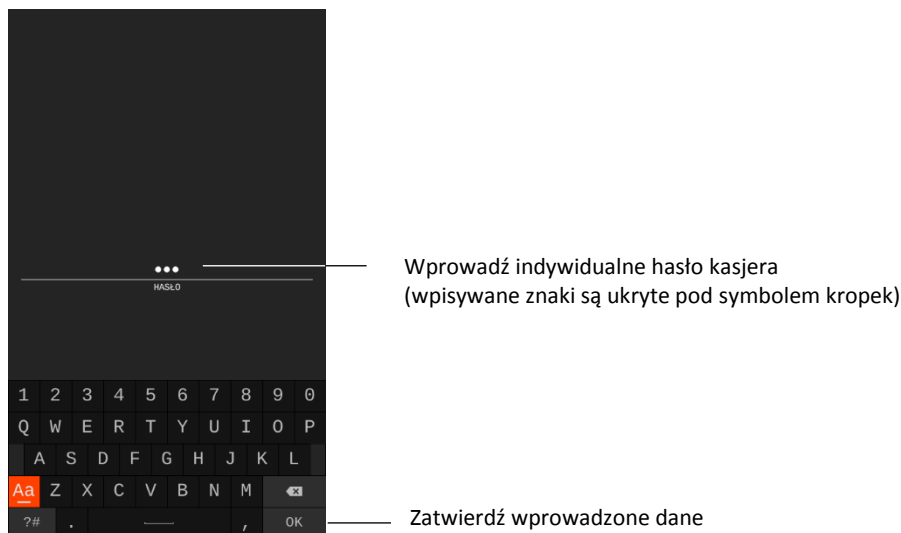 •••
HASŁO
Wprowadź indywidualne hasło kasjera
(wpisywane znaki są ukryte pod symbolem kropek)
1 2 3 4 5 6 7 8 9 0
Q W E R T Y U I O P
A S D F G H J K L
Aa Z X C V B N M
?# . , OK
Zatwierdź wprowadzone dane